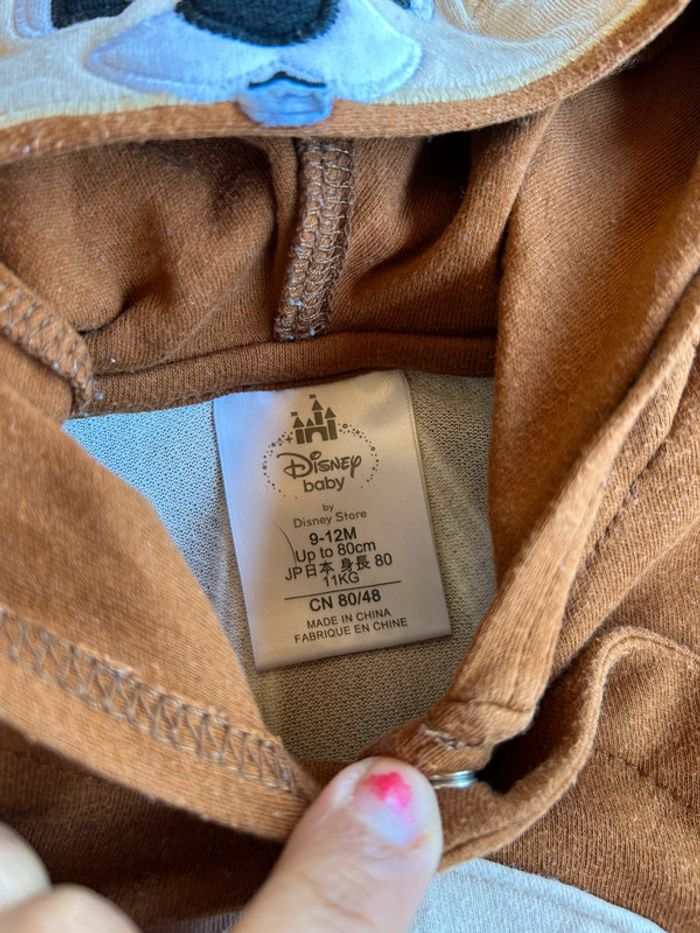 Disney
baby
by
Disney Store
9-12M
Up to 80cm
JP日本 身長 80
11KG
CN 80/48
MADE IN CHINA
FABRIQUE EN CHINE